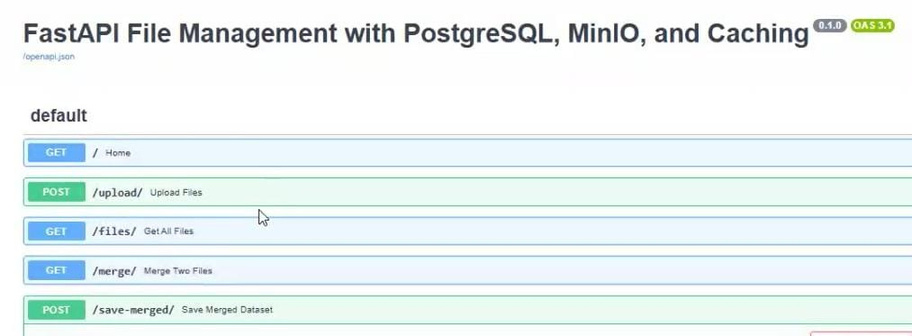 FastAPI File Management with PostgreSQL, MinIO, and Caching 0.1.0 OAS 3.1
/openapi.json
default
GET / Home
POST /upload/ Upload Files
GET /files/ Get All Files
GET /merge/ Merge Two Files
POST /save-merged/ Save Merged Dataset